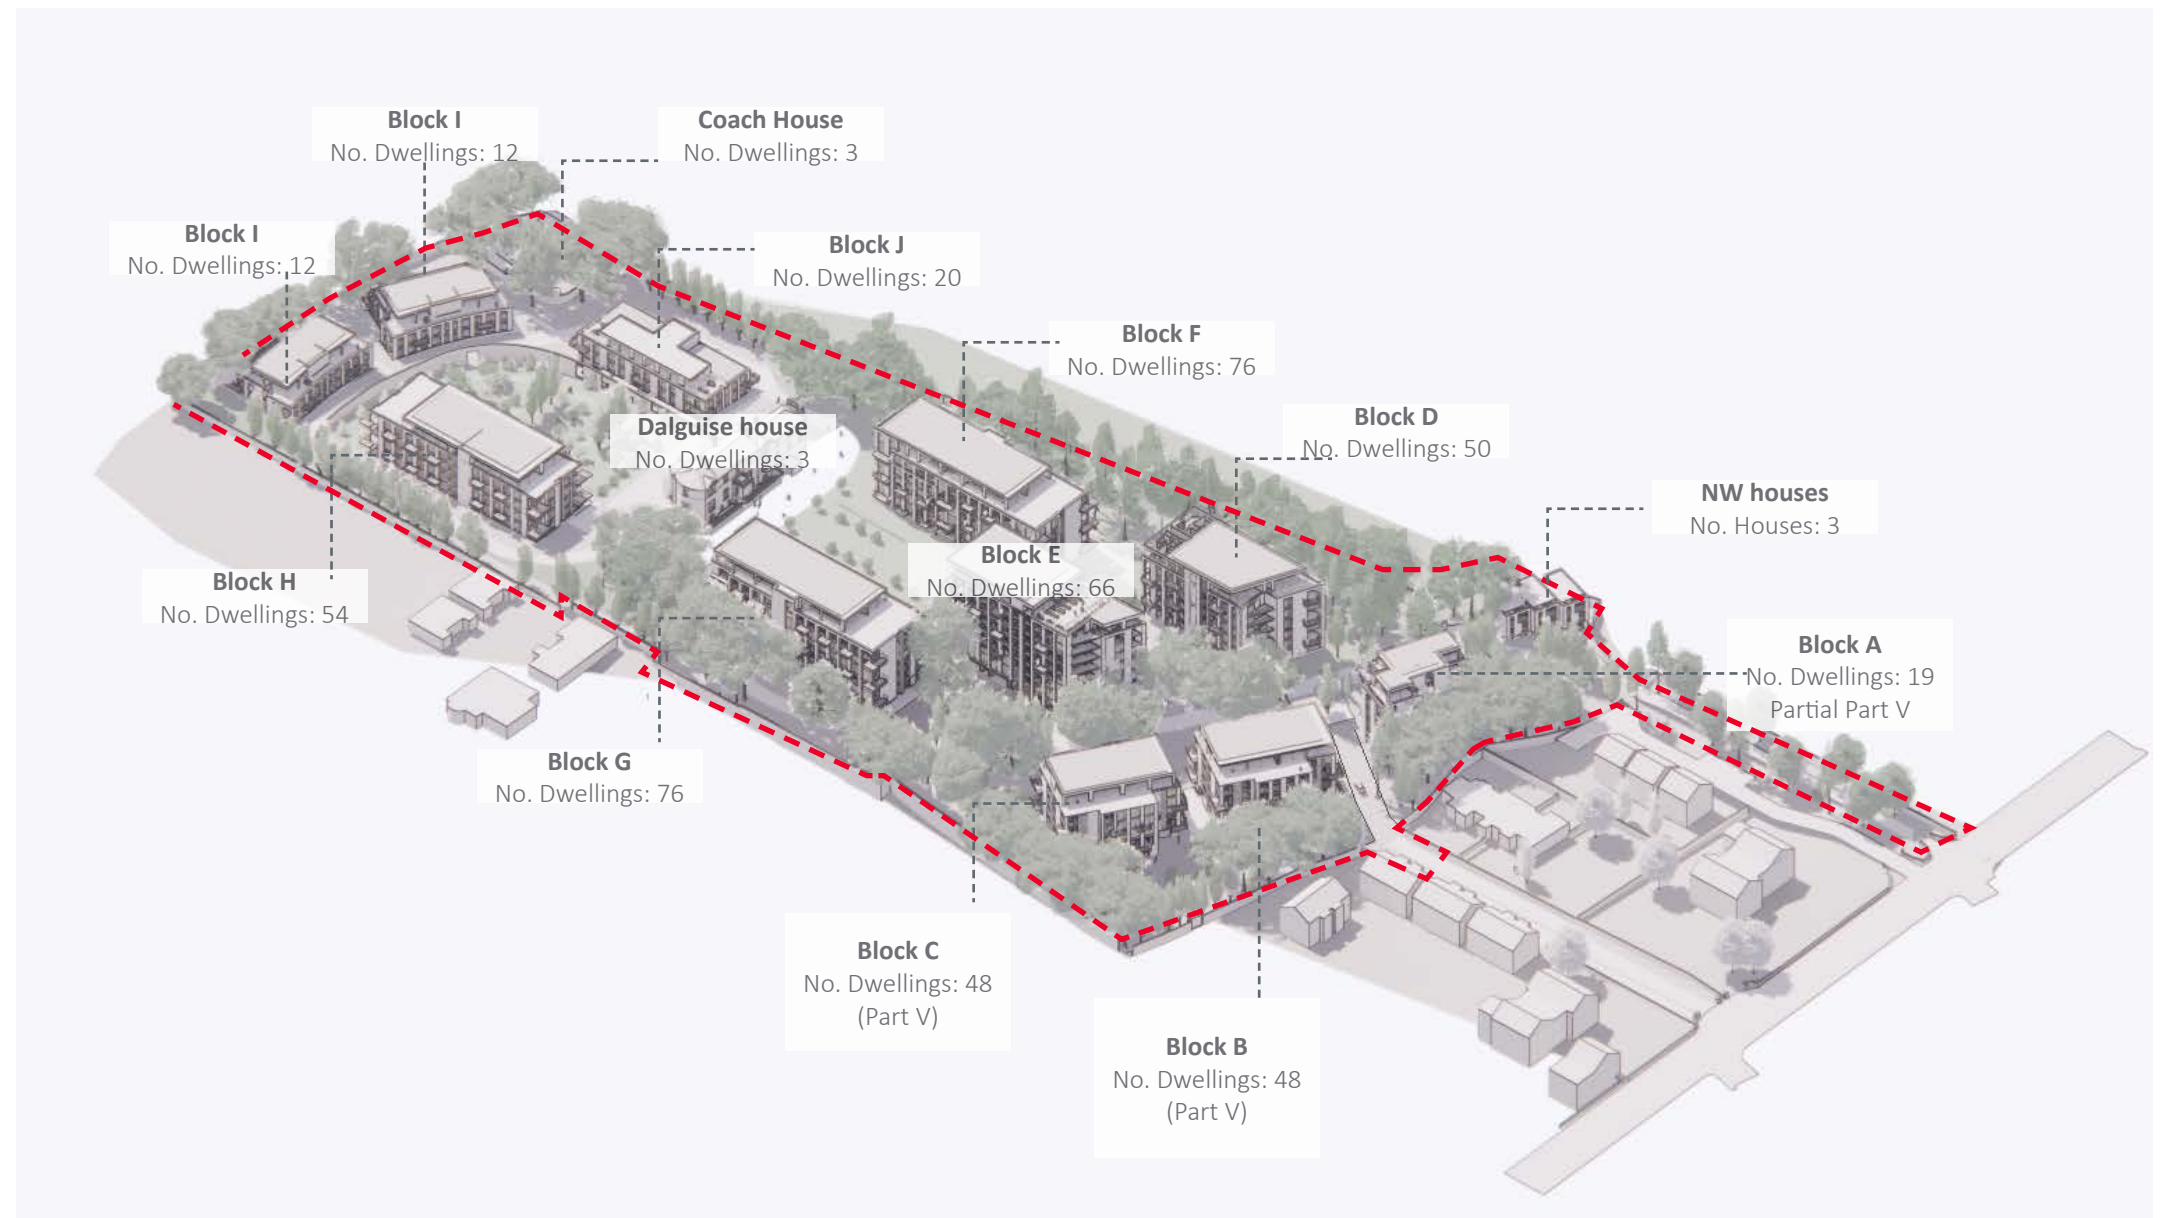 Block I
No. Dwellings: 12
Coach House
No. Dwellings: 3
Block I
No. Dwellings: 12
Block J
No. Dwellings: 20
Block F
No. Dwellings: 76
Block D
No. Dwellings: 50
Dalguise house
No. Dwellings: 3
NW houses
No. Houses: 3
Block E
No. Dwellings: 66
Block H
No. Dwellings: 54
Block A
No. Dwellings: 19
Partial Part V
Block G
No. Dwellings: 76
Block C
No. Dwellings: 48
(Part V)
Block B
No. Dwellings: 48
(Part V)